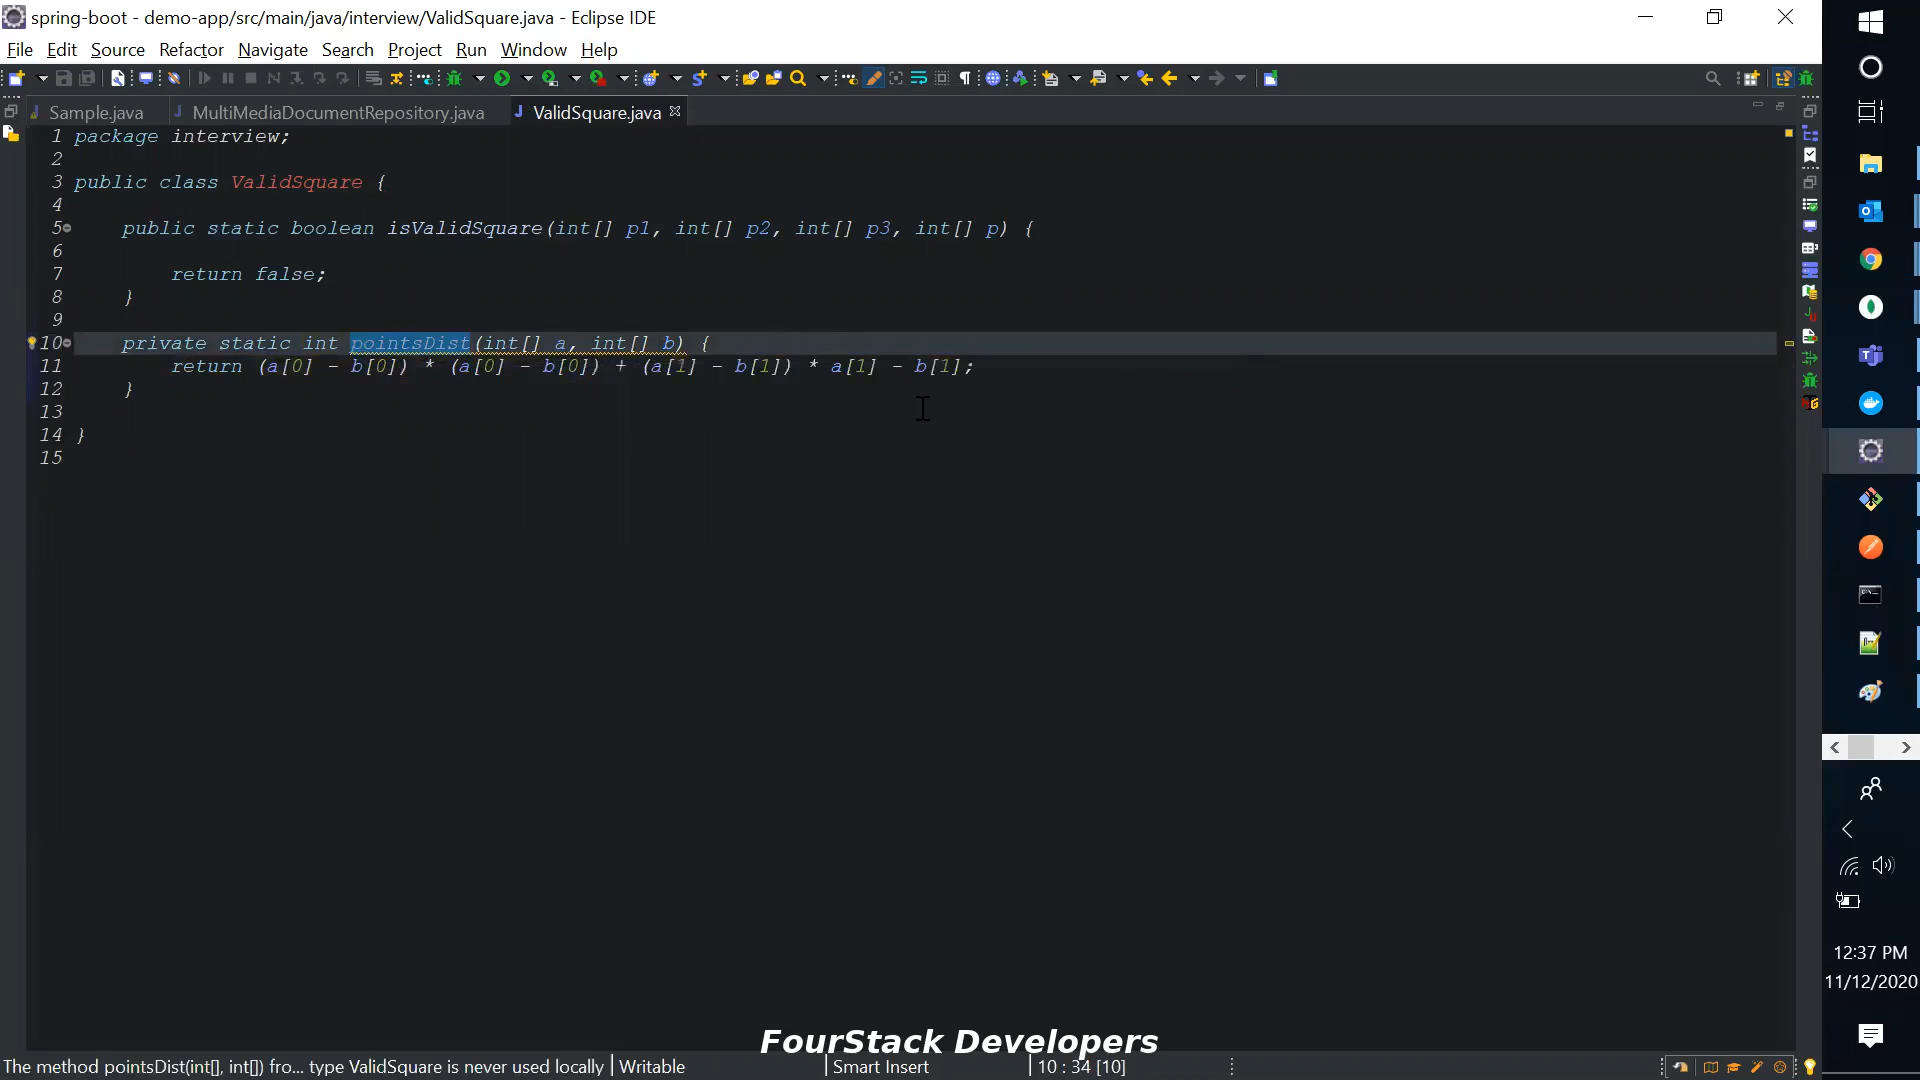 spring-boot - demo-app/src/main/java/interview/ValidSquare.java - Eclipse IDE
File Edit Source Refactor Navigate Search Project Run Window Help
Sample.java MultiMediaDocumentRepository.java ValidSquare.java
1 package interview;
2
3 public class ValidSquare {
4
5 public static boolean isValidSquare(int[] p1, int[] p2, int[] p3, int[] p) {
6
7 return false;
8 }
9
10 private static int pointsDist(int[] a, int[] b) {
11 return (a[0] - b[0]) * (a[0] - b[0]) + (a[1] - b[1]) * a[1] - b[1];
12 }
13
14 }
15
12:37 PM
11/12/2020
FourStack Developers
The method pointsDist(int[], int[]) fro... type ValidSquare is never used locally Writable Smart Insert 10 : 34 [10]